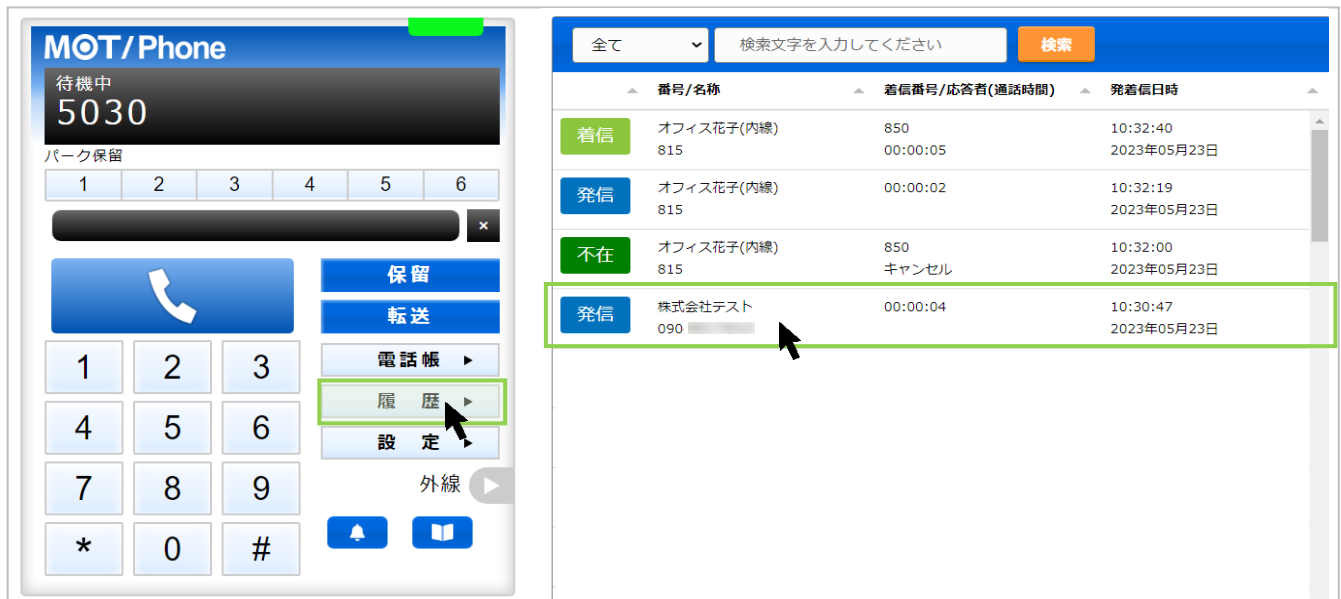 MOT/Phone
待機中
5030
パーク保留
1 2 3 4 5 6
×
保留
転送
電話帳
履 歴
設 定
外線
1 2 3
4 5 6
7 8 9
* 0 #
全て 検索文字を入力してください 検索
番号/名称 着信番号/応答者(通話時間) 発着信日時
着信 オフィス花子(内線) 850 10:32:40
815 00:00:05 2023年05月23日
発信 オフィス花子(内線) 00:00:02 10:32:19
815 2023年05月23日
不在 オフィス花子(内線) 850 10:32:00
815 キャンセル 2023年05月23日
発信 株式会社テスト 00:00:04 10:30:47
090 2023年05月23日